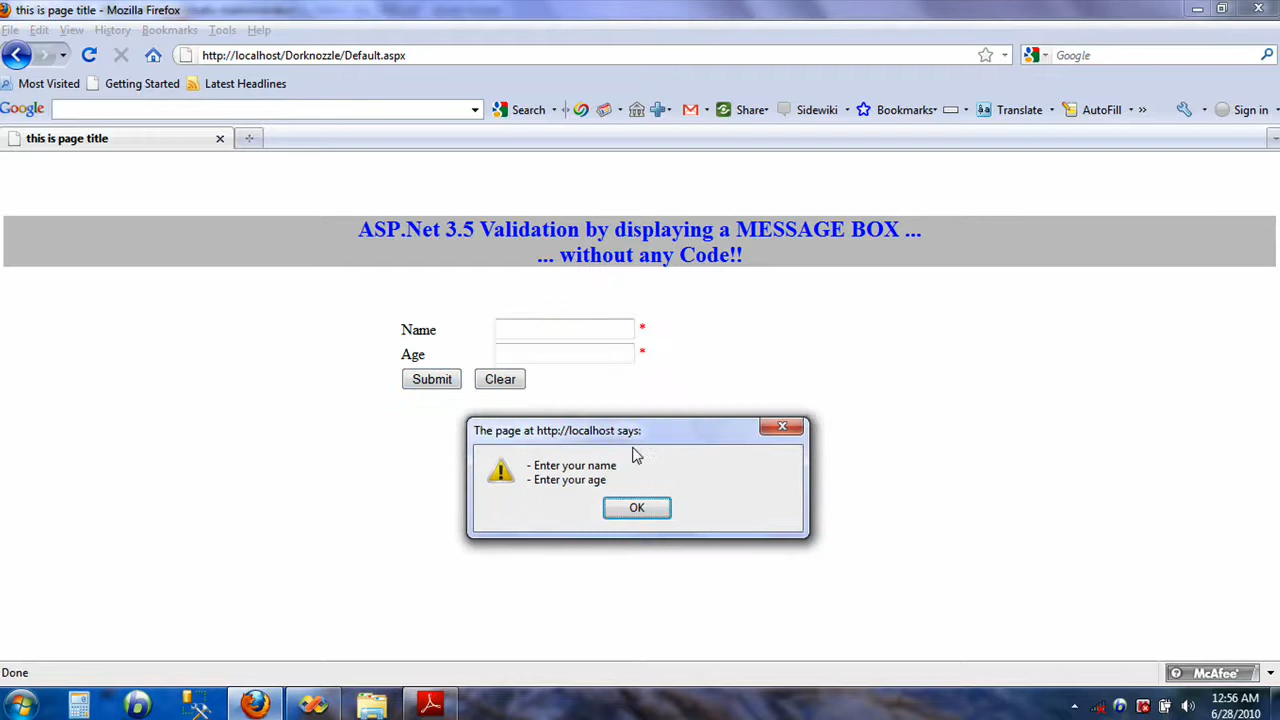 this is page title - Mozilla Firefox
File Edit View History Bookmarks Tools Help
http://localhost/Dorknozzle/Default.aspx Google
Most Visited Getting Started Latest Headlines
Google Search Share Sidewiki Bookmarks Translate AutoFill » Sign in
this is page title
ASP.Net 3.5 Validation by displaying a MESSAGE BOX ...
... without any Code!!
Name *
Age *
Submit Clear
The page at http://localhost says:
- Enter your name
- Enter your age
OK
Done McAfee
12:56 AM
6/28/2010